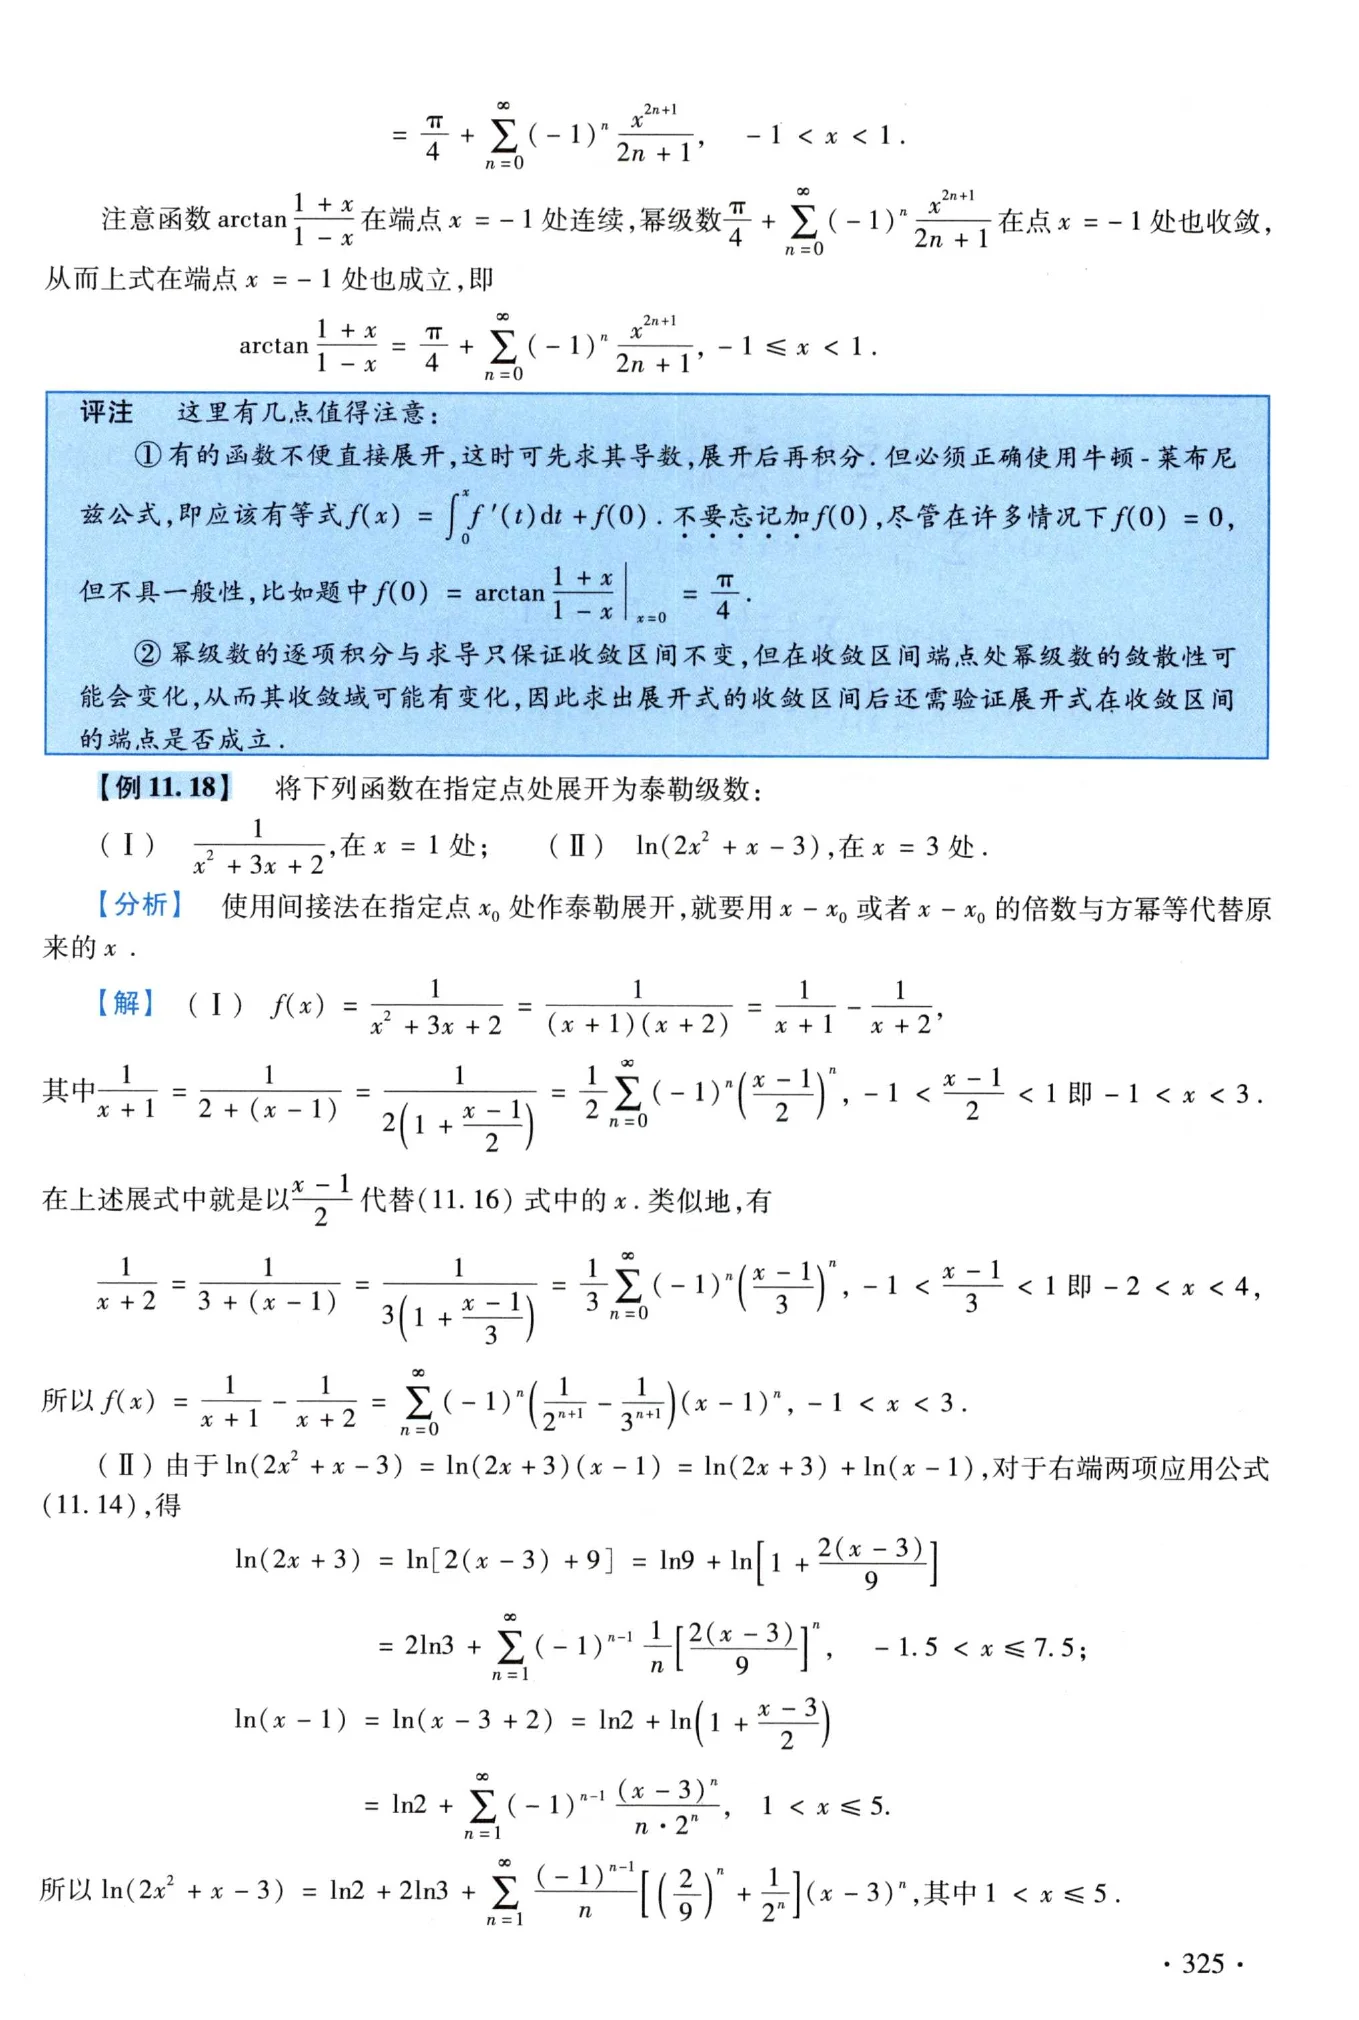 $= \frac{\pi}{4} + \sum_{n=0}^{\infty} (-1)^n \frac{x^{2n+1}}{2n+1}, \quad -1 < x < 1.$
注意函数 $\arctan\frac{1+x}{1-x}$ 在端点 $x = -1$ 处连续,幂级数 $\frac{\pi}{4} + \sum_{n=0}^{\infty} (-1)^n \frac{x^{2n+1}}{2n+1}$ 在点 $x = -1$ 处也收敛,
从而上式在端点 $x = -1$ 处也成立,即
$\arctan\frac{1+x}{1-x} = \frac{\pi}{4} + \sum_{n=0}^{\infty} (-1)^n \frac{x^{2n+1}}{2n+1}, -1 \leqslant x < 1.$
评注 这里有几点值得注意:
①有的函数不便直接展开,这时可先求其导数,展开后再积分.但必须正确使用牛顿-莱布尼
兹公式,即应该有等式 $f(x) = \int_0^x f'(t)dt + f(0)$.不要忘记加 $f(0)$,尽管在许多情况下 $f(0) = 0$,
但不具一般性,比如题中 $f(0) = \arctan\frac{1+x}{1-x}\Big|_{x=0} = \frac{\pi}{4}$.
②幂级数的逐项积分与求导只保证收敛区间不变,但在收敛区间端点处幂级数的敛散性可
能会变化,从而其收敛域可能有变化,因此求出展开式的收敛区间后还需验证展开式在收敛区间
的端点是否成立.
【例 11.18】 将下列函数在指定点处展开为泰勒级数:
(Ⅰ) $\frac{1}{x^2+3x+2}$,在 $x = 1$ 处; (Ⅱ) $\ln(2x^2+x-3)$,在 $x = 3$ 处.
【分析】 使用间接法在指定点 $x_0$ 处作泰勒展开,就要用 $x - x_0$ 或者 $x - x_0$ 的倍数与方幂等代替原
来的 $x$.
【解】 (Ⅰ) $f(x) = \frac{1}{x^2+3x+2} = \frac{1}{(x+1)(x+2)} = \frac{1}{x+1} - \frac{1}{x+2},$
其中 $\frac{1}{x+1} = \frac{1}{2+(x-1)} = \frac{1}{2\left(1+\frac{x-1}{2}\right)} = \frac{1}{2}\sum_{n=0}^{\infty} (-1)^n \left(\frac{x-1}{2}\right)^n, -1 < \frac{x-1}{2} < 1$ 即 $-1 < x < 3.$
在上述展式中就是以 $\frac{x-1}{2}$ 代替(11.16)式中的 $x$.类似地,有
$\frac{1}{x+2} = \frac{1}{3+(x-1)} = \frac{1}{3\left(1+\frac{x-1}{3}\right)} = \frac{1}{3}\sum_{n=0}^{\infty} (-1)^n \left(\frac{x-1}{3}\right)^n, -1 < \frac{x-1}{3} < 1$ 即 $-2 < x < 4,$
所以 $f(x) = \frac{1}{x+1} - \frac{1}{x+2} = \sum_{n=0}^{\infty} (-1)^n \left(\frac{1}{2^{n+1}} - \frac{1}{3^{n+1}}\right)(x-1)^n, -1 < x < 3.$
(Ⅱ)由于 $\ln(2x^2+x-3) = \ln(2x+3)(x-1) = \ln(2x+3) + \ln(x-1)$,对于右端两项应用公式
(11.14),得
$\ln(2x+3) = \ln[2(x-3)+9] = \ln 9 + \ln\left[1+\frac{2(x-3)}{9}\right]$
$= 2\ln 3 + \sum_{n=1}^{\infty} (-1)^{n-1} \frac{1}{n}\left[\frac{2(x-3)}{9}\right]^n, \quad -1.5 < x \leqslant 7.5;$
$\ln(x-1) = \ln(x-3+2) = \ln 2 + \ln\left(1+\frac{x-3}{2}\right)$
$= \ln 2 + \sum_{n=1}^{\infty} (-1)^{n-1} \frac{(x-3)^n}{n \cdot 2^n}, \quad 1 < x \leqslant 5.$
所以 $\ln(2x^2+x-3) = \ln 2 + 2\ln 3 + \sum_{n=1}^{\infty} \frac{(-1)^{n-1}}{n}\left[\left(\frac{2}{9}\right)^n + \frac{1}{2^n}\right](x-3)^n$,其中 $1 < x \leqslant 5.$
·325·